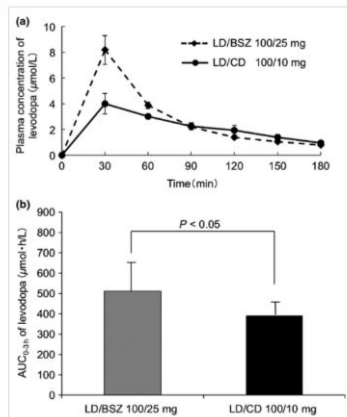 (a)
Plasma concentration of
levodopa (μmol/L)
10
8
6
4
2
0
LD/BSZ 100/25 mg
LD/CD 100/10 mg
0 30 60 90 120 150 180
Time(min)
(b)
AUC0-3h of levodopa (μmol·h/L)
900
800
700
600
500
400
300
200
100
0
P < 0.05
LD/BSZ 100/25 mg LD/CD 100/10 mg